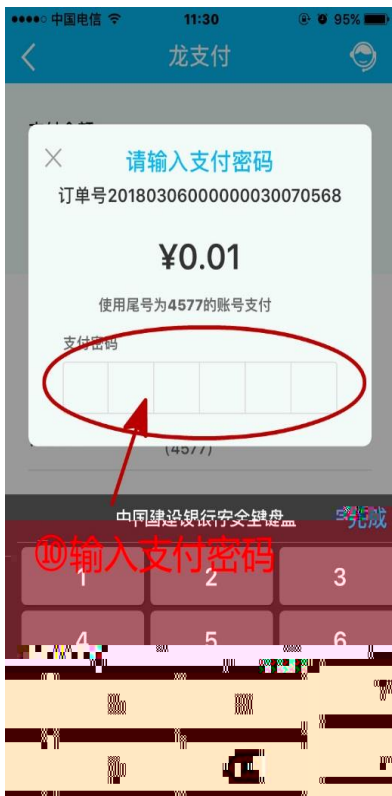 中国电信 11:30 95%
龙支付
×
请输入支付密码
订单号20180306000000030070568
¥0.01
使用尾号为4577的账号支付
支付密码
(4577)
中国建设银行安全键盘 完成
⑩输入支付密码
1 2 3
4 5 6